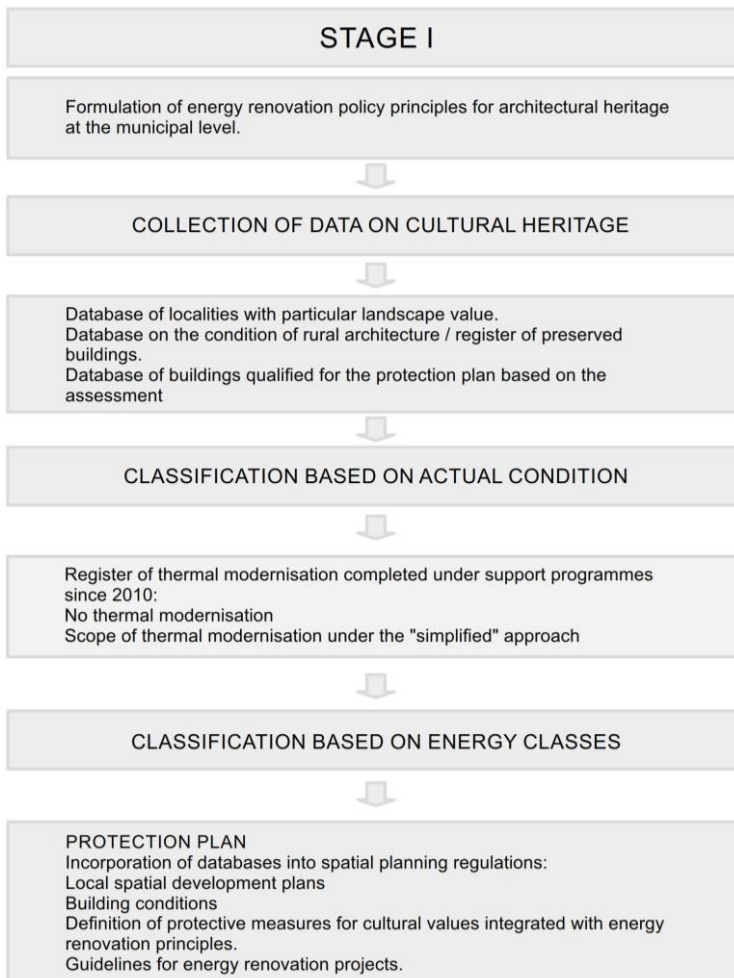 STAGE I
Formulation of energy renovation policy principles for architectural heritage
at the municipal level.
COLLECTION OF DATA ON CULTURAL HERITAGE
Database of localities with particular landscape value.
Database on the condition of rural architecture / register of preserved
buildings.
Database of buildings qualified for the protection plan based on the
assessment
CLASSIFICATION BASED ON ACTUAL CONDITION
Register of thermal modernisation completed under support programmes
since 2010:
No thermal modernisation
Scope of thermal modernisation under the "simplified" approach
CLASSIFICATION BASED ON ENERGY CLASSES
PROTECTION PLAN
Incorporation of databases into spatial planning regulations:
Local spatial development plans
Building conditions
Definition of protective measures for cultural values integrated with energy
renovation principles.
Guidelines for energy renovation projects.